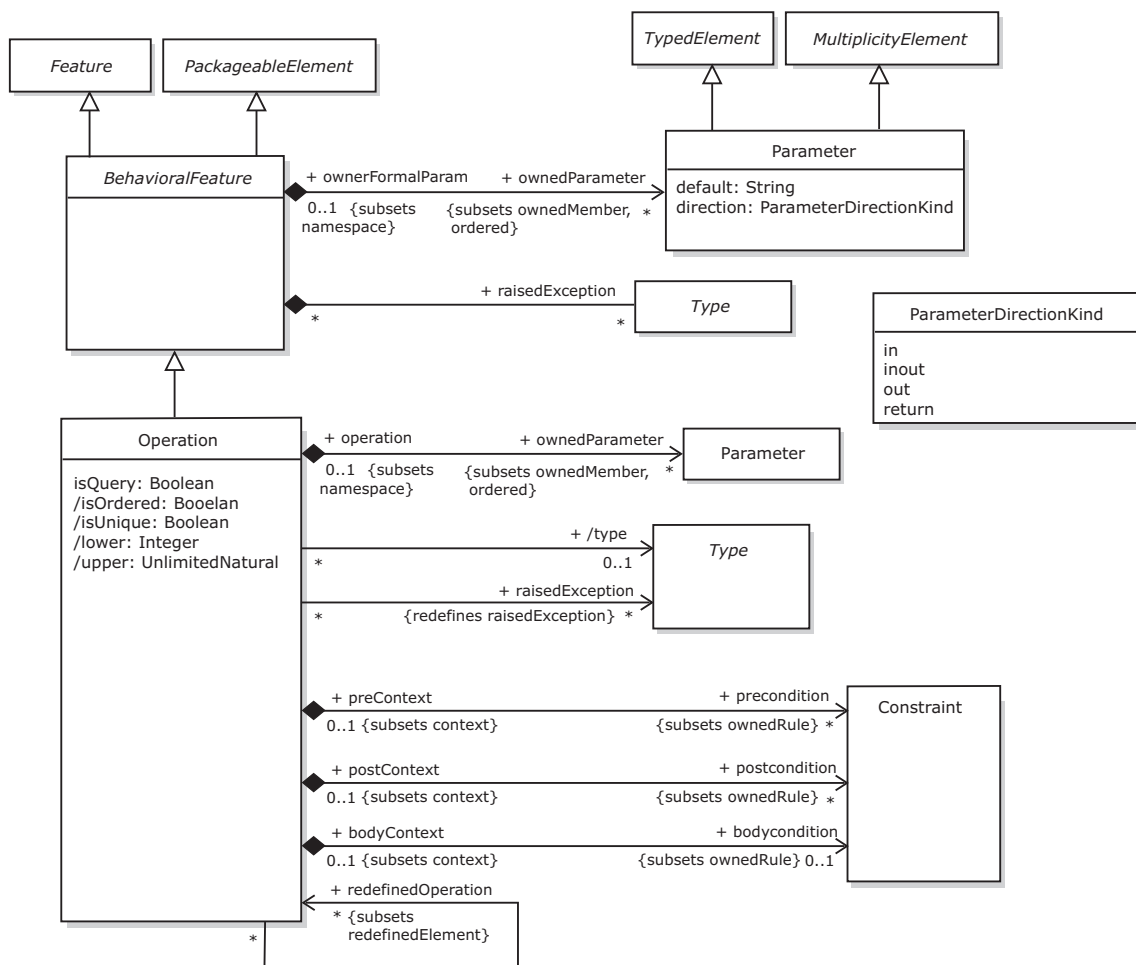 TypedElement
MultiplicityElement
Feature
PackageableElement
BehavioralFeature
+ ownerFormalParam
+ ownedParameter
0..1 {subsets
namespace}
{subsets ownedMember, *
ordered}
Parameter
default: String
direction: ParameterDirectionKind
+ raisedException
*
*
Type
ParameterDirectionKind
in
inout
out
return
Operation
isQuery: Boolean
/isOrdered: Booelan
/isUnique: Boolean
/lower: Integer
/upper: UnlimitedNatural
+ operation
+ ownedParameter
0..1 {subsets
namespace}
{subsets ownedMember, *
ordered}
Parameter
+ /type
*
0..1
Type
+ raisedException
*
{redefines raisedException} *
+ preContext
+ precondition
0..1 {subsets context}
{subsets ownedRule} *
Constraint
+ postContext
+ postcondition
0..1 {subsets context}
{subsets ownedRule} *
+ bodyContext
+ bodycondition
0..1 {subsets context}
{subsets ownedRule} 0..1
+ redefinedOperation
* {subsets
redefinedElement}
*